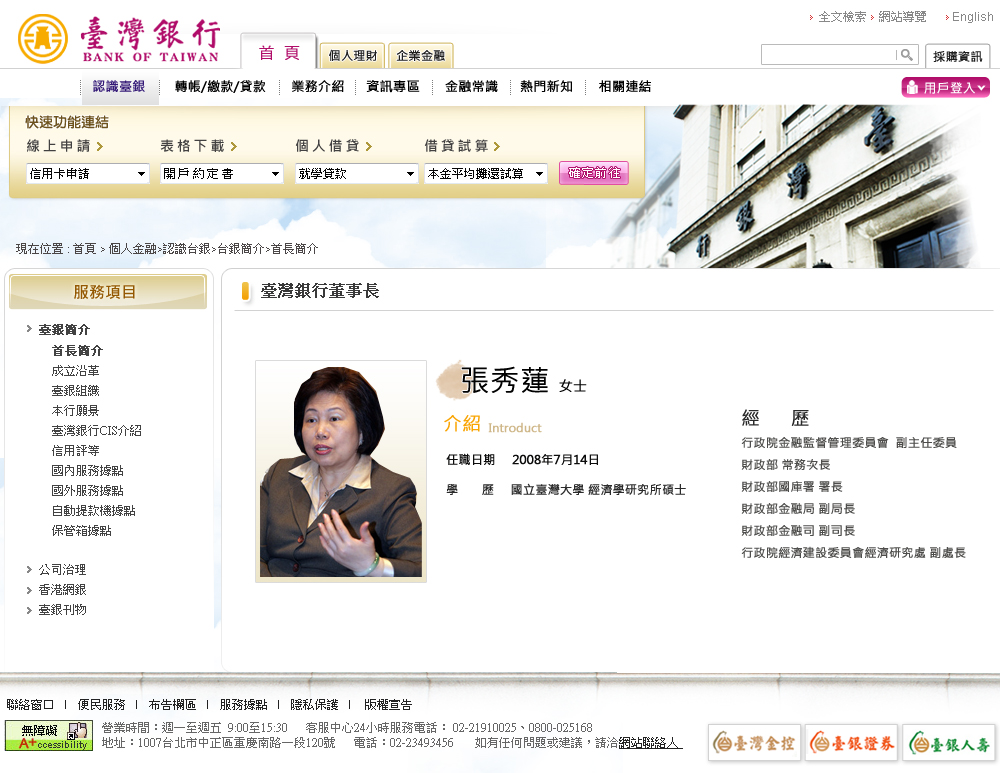 全文檢索 網站導覽 English
臺灣銀行
BANK OF TAIWAN
首 頁 個人理財 企業金融
採購資訊
認識臺銀 轉帳/繳款/貸款 業務介紹 資訊專區 金融常識 熱門新知 相關連結
用戶登入
快速功能連結
線上申請 表格下載 個人借貸 借貸試算
信用卡申請 開戶約定書 就學貸款 本金平均攤還試算 確定前往
臺灣銀行
現在位置 : 首頁 > 個人金融>認識台銀>台銀簡介>首長簡介
服務項目
臺銀簡介
首長簡介
成立沿革
臺銀組織
本行願景
臺灣銀行CIS介紹
信用評等
國內服務據點
國外服務據點
自動提款機據點
保管箱據點
公司治理
香港網銀
臺銀刊物
臺灣銀行董事長
張秀蓮 女士
介紹 Introduct
任職日期 2008年7月14日
學 歷 國立臺灣大學 經濟學研究所碩士
經 歷
行政院金融監督管理委員會 副主任委員
財政部 常務次長
財政部國庫署 署長
財政部金融局 副局長
財政部金融司 副司長
行政院經濟建設委員會經濟研究處 副處長
聯絡窗口 | 便民服務 | 布告欄區 | 服務據點 | 隱私保護 | 版權宣告
無障礙
A+ccessibility
營業時間：週一至週五 9:00至15:30 客服中心24小時服務電話： 02-21910025、0800-025168
地址：1007台北市中正區重慶南路一段120號 電話：02-23493456 如有任何問題或建議，請洽網站聯絡人
臺灣金控 臺銀證券 臺銀人壽